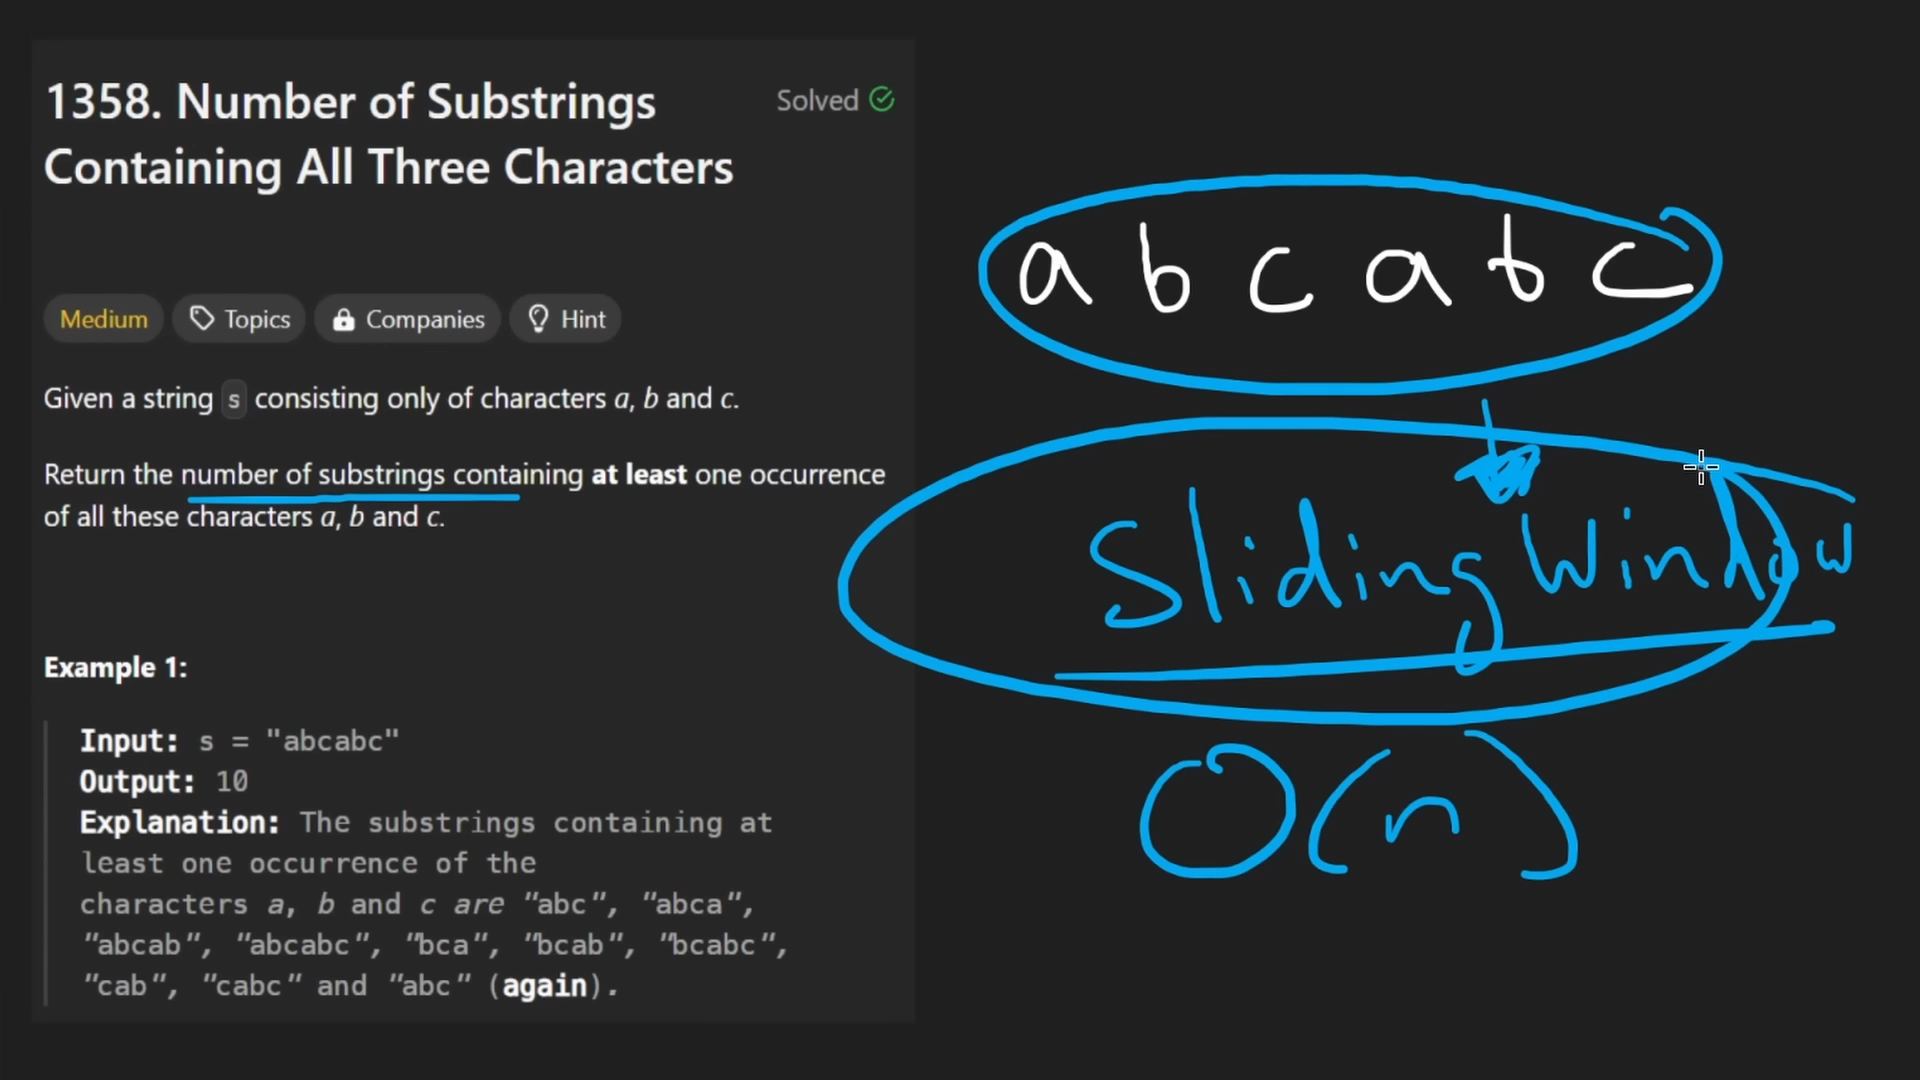 1358. Number of Substrings
Containing All Three Characters
Solved
Medium
Topics
Companies
Hint
Given a string s consisting only of characters a, b and c.
Return the number of substrings containing at least one occurrence
of all these characters a, b and c.
Example 1:
Input: s = "abcabc"
Output: 10
Explanation: The substrings containing at
least one occurrence of the
characters a, b and c are "abc", "abca",
"abcab", "abcabc", "bca", "bcab", "bcabc",
"cab", "cabc" and "abc" (again).
a b c a b c
Sliding Window
O(n)